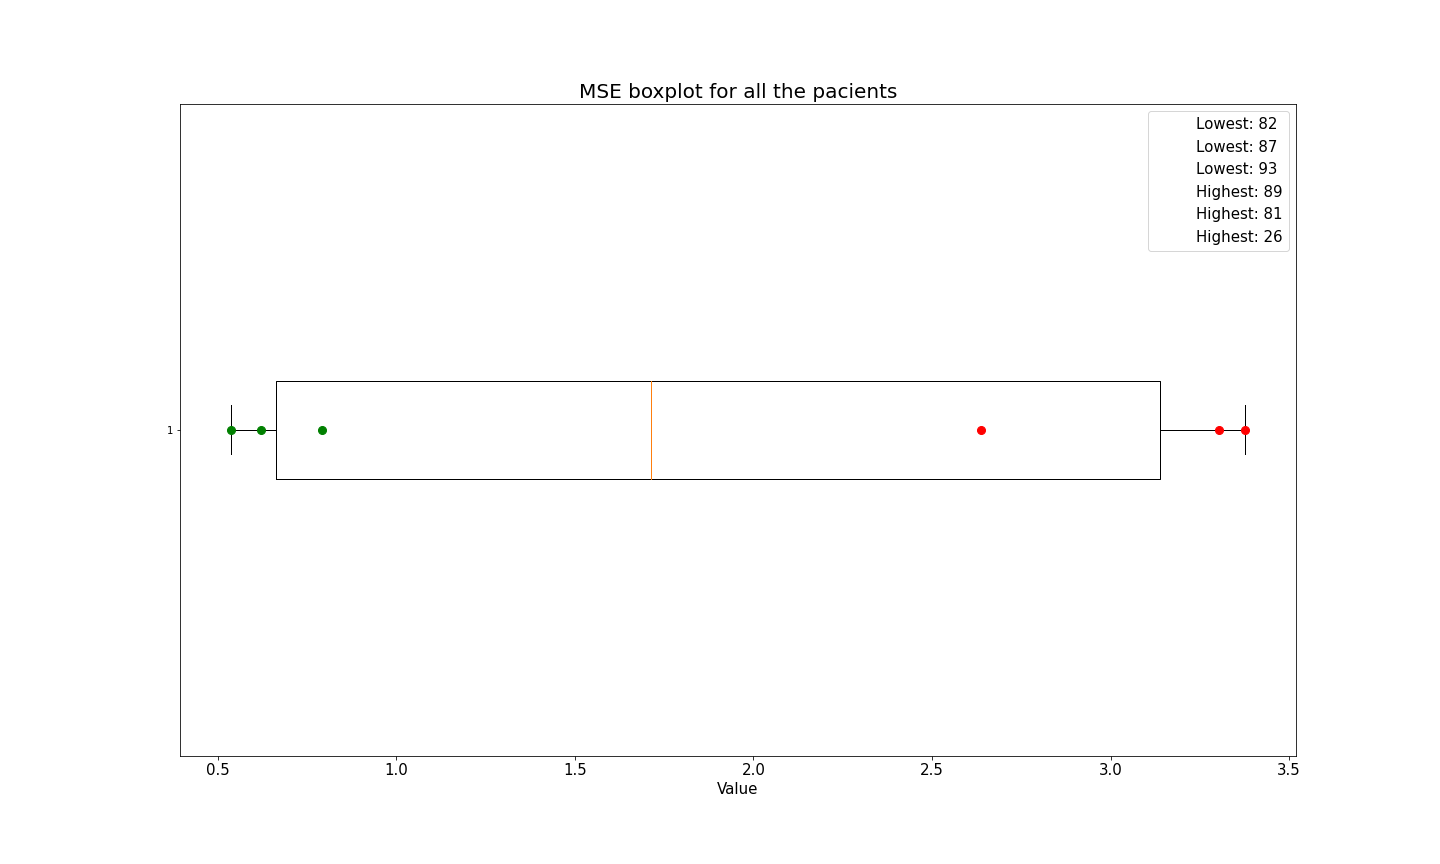 MSE boxplot for all the pacients
Lowest: 82
Lowest: 87
Lowest: 93
Highest: 89
Highest: 81
Highest: 26
1
0.5 1.0 1.5 2.0 2.5 3.0 3.5
Value